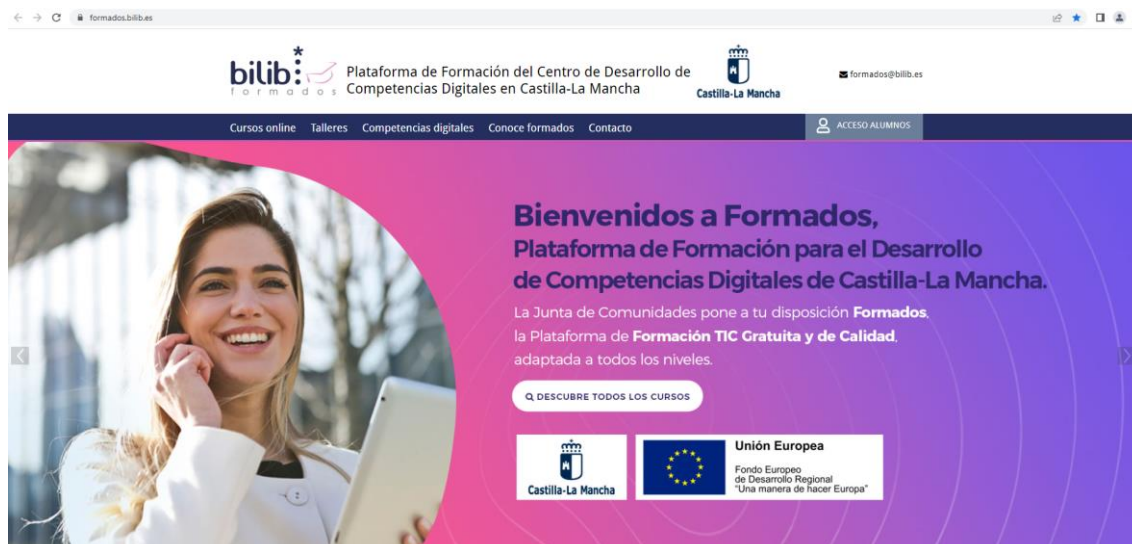 formados.bilib.es
bilib
formados
Plataforma de Formación del Centro de Desarrollo de
Competencias Digitales en Castilla-La Mancha
Castilla-La Mancha
formados@bilib.es
Cursos online Talleres Competencias digitales Conoce formados Contacto
ACCESO ALUMNOS
Bienvenidos a Formados,
Plataforma de Formación para el Desarrollo
de Competencias Digitales de Castilla-La Mancha.
La Junta de Comunidades pone a tu disposición Formados,
la Plataforma de Formación TIC Gratuita y de Calidad,
adaptada a todos los niveles.
DESCUBRE TODOS LOS CURSOS
Castilla-La Mancha
Unión Europea
Fondo Europeo
de Desarrollo Regional
"Una manera de hacer Europa"